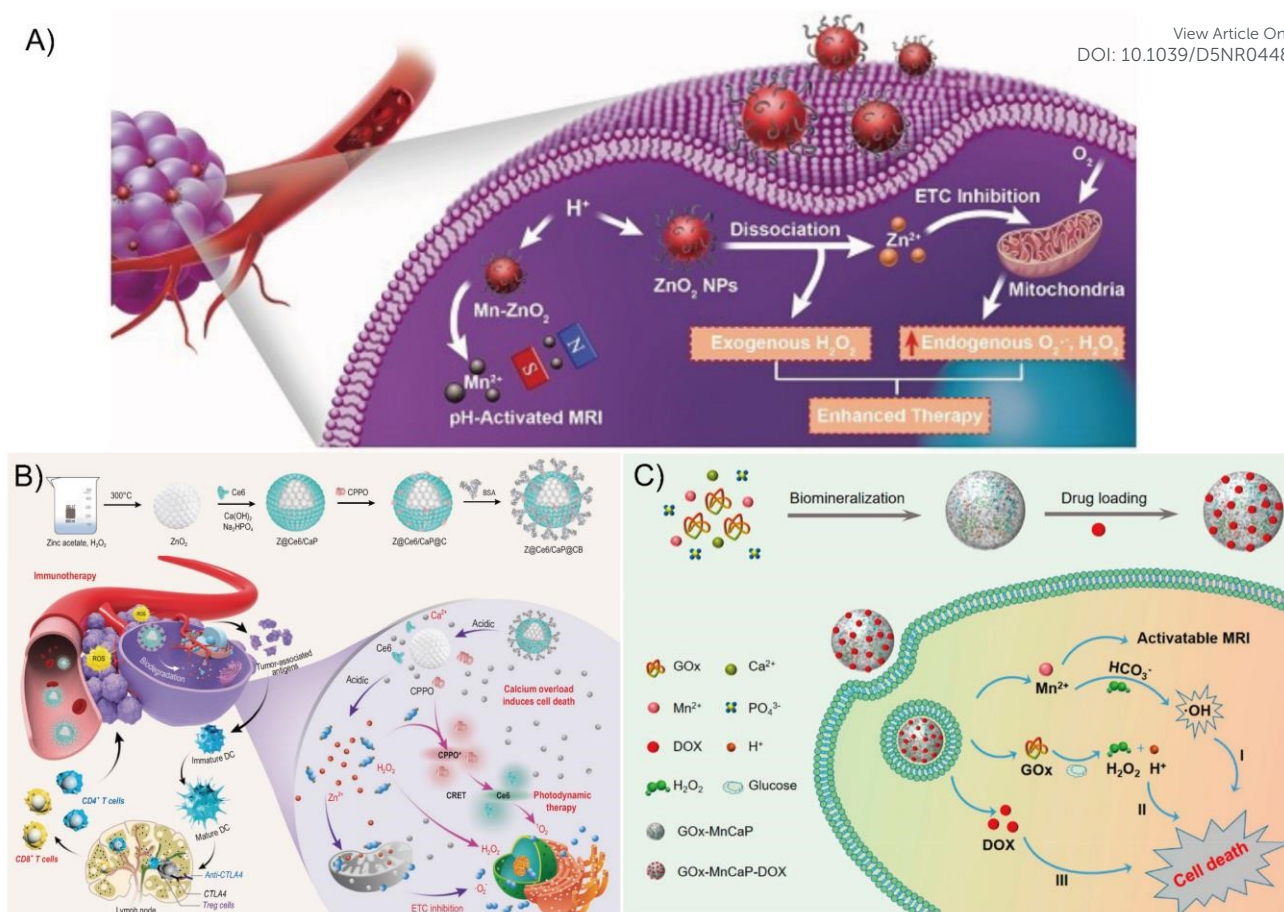 View Article On
DOI: 10.1039/D5NR0448
A)
O₂
H⁺
ETC Inhibition
Dissociation
Zn²⁺
Mn-ZnO₂
ZnO₂ NPs
Mitochondria
Mn²⁺
S
N
Exogenous H₂O₂
Endogenous O₂·⁻, H₂O₂
pH-Activated MRI
Enhanced Therapy
B)
300°C
Ce6
Ca(OH)₂
Na₂HPO₄
CPPO
BSA
Zinc acetate, H₂O₂
ZnO₂
Z@Ce6/CaP
Z@Ce6/CaP@C
Z@Ce6/CaP@CB
Immunotherapy
ROS
ROS
Biodegradation
Tumor-associated
antigens
Immature DC
Mature DC
CD4⁺ T cells
CD8⁺ T cells
Anti-CTLA4
CTLA4
Treg cells
Lymph node
Ca²⁺
Ce6
Acidic
Acidic
CPPO
Calcium overload
induces cell death
CPPO*
H₂O₂
Zn²⁺
CRET
Ce6
Photodynamic
therapy
¹O₂
H₂O₂
·O₂⁻
ETC inhibition
C)
Biomineralization
Drug loading
GOx
Ca²⁺
Mn²⁺
PO₄³⁻
DOX
H⁺
H₂O₂
Glucose
GOx-MnCaP
GOx-MnCaP-DOX
Activatable MRI
Mn²⁺
HCO₃⁻
·OH
I
GOx
H₂O₂ + H⁺
II
DOX
III
Cell death